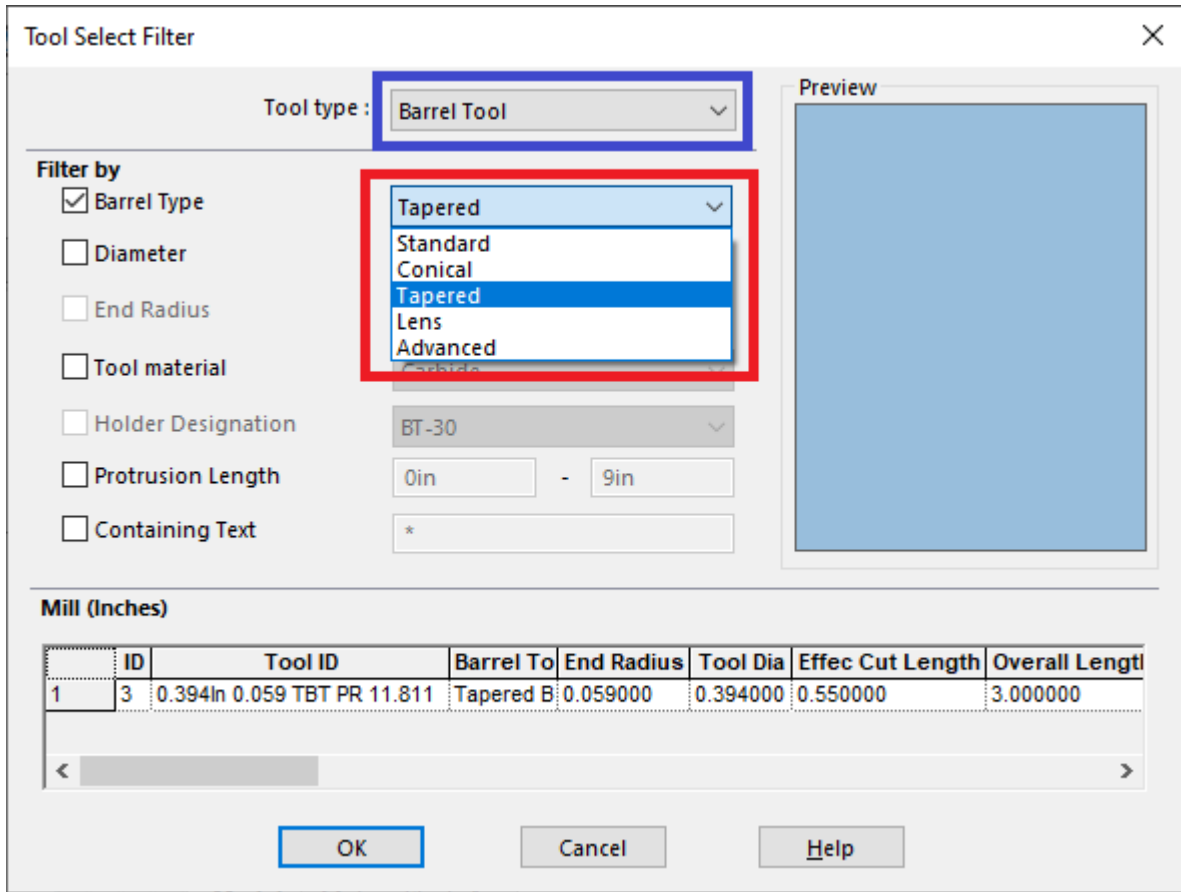 Tool Select Filter
Tool type : Barrel Tool
Preview
Filter by
Barrel Type Tapered
Standard
Conical
Tapered
Lens
Advanced
Diameter
End Radius
Tool material Carbide
Holder Designation BT-30
Protrusion Length 0in - 9in
Containing Text *
Mill (Inches)
ID Tool ID Barrel To End Radius Tool Dia Effec Cut Length Overall Lengtl
1 3 0.394In 0.059 TBT PR 11.811 Tapered B 0.059000 0.394000 0.550000 3.000000
OK Cancel Help